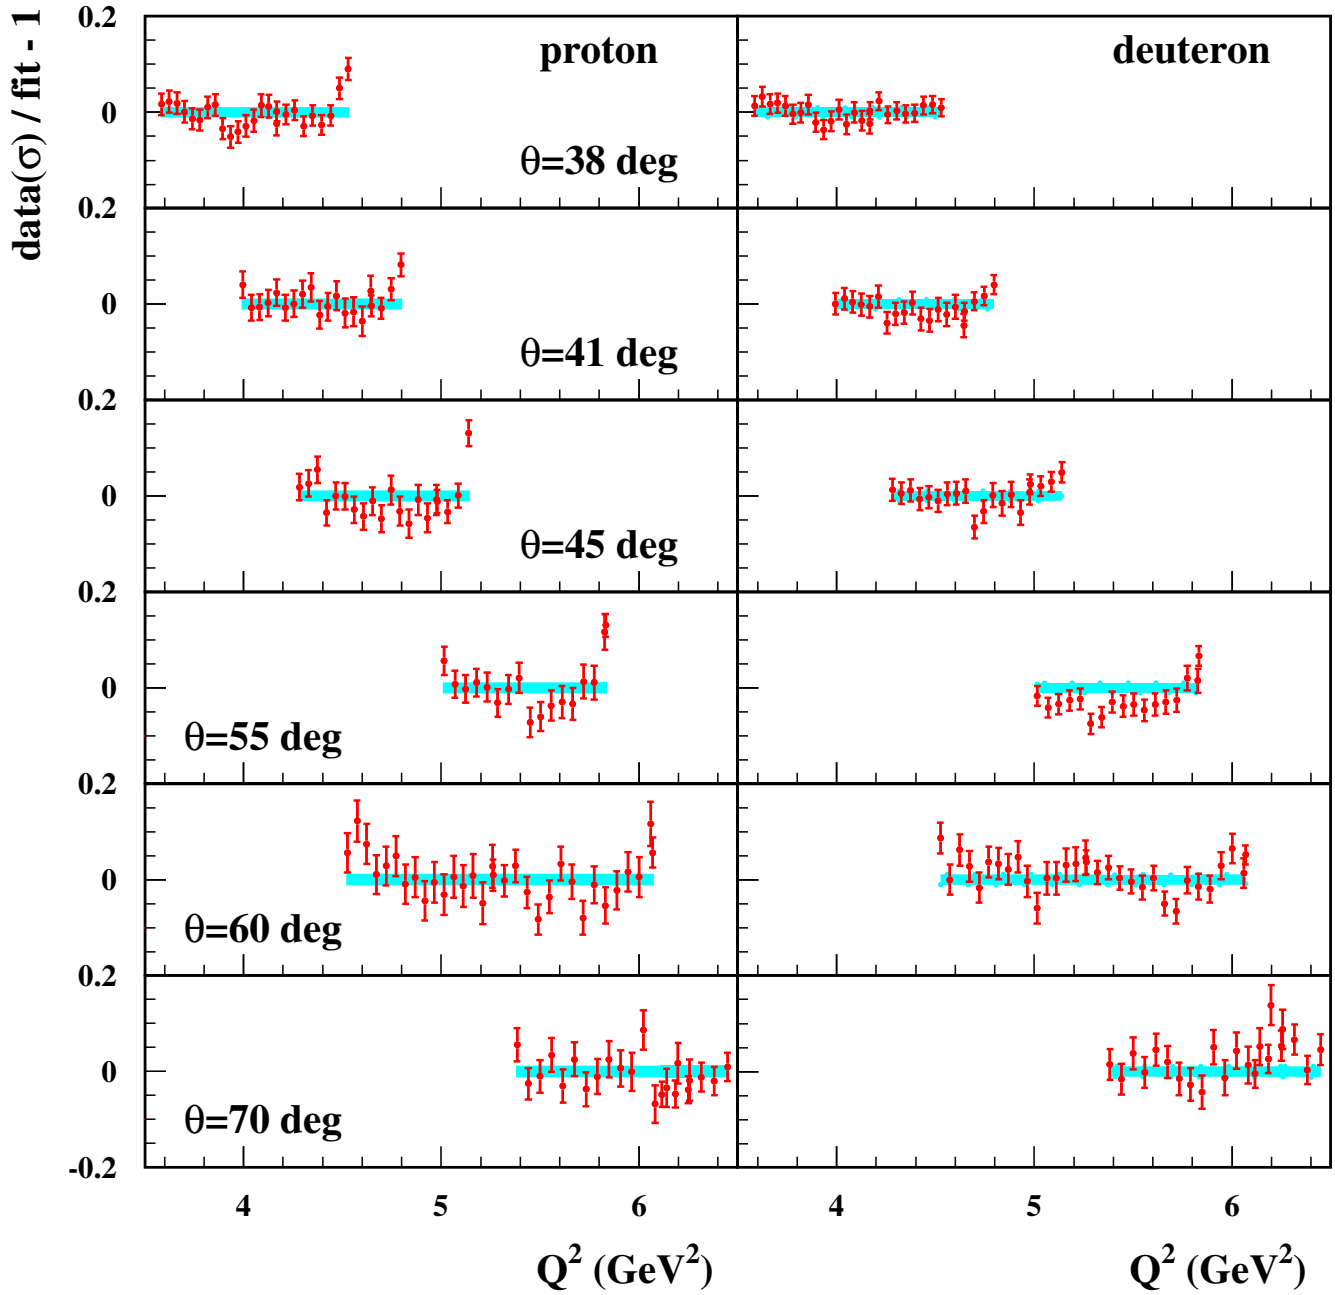 data(σ) / fit - 1
0.2
proton
deuteron
0
θ=38 deg
0.2
0
θ=41 deg
0.2
0
θ=45 deg
0.2
0
θ=55 deg
0.2
0
θ=60 deg
0.2
0
θ=70 deg
-0.2
4 5 6 4 5 6
Q² (GeV²) Q² (GeV²)